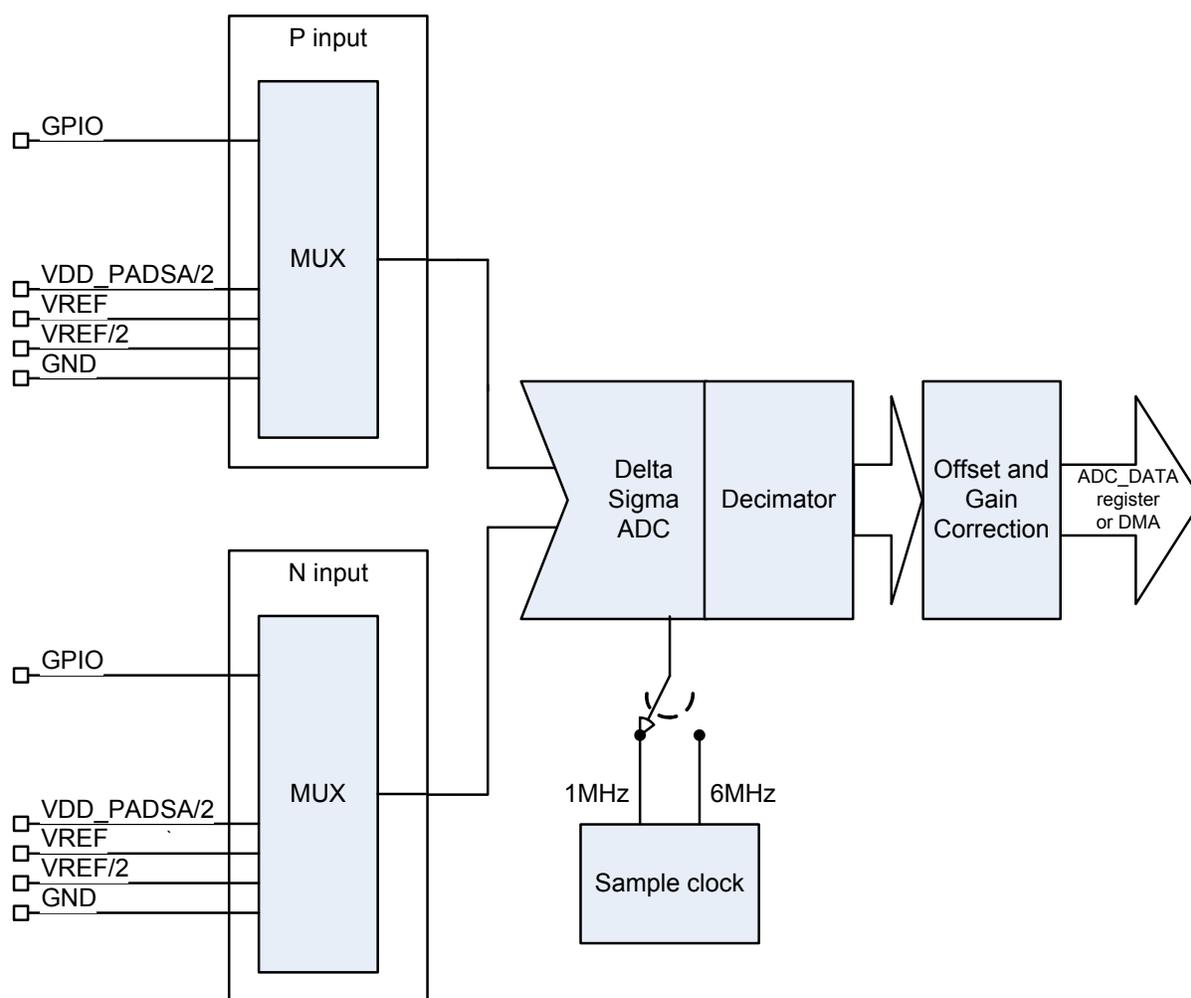 P input
GPIO
MUX
VDD_PADSA/2
VREF
VREF/2
GND
Delta
Sigma
ADC
Decimator
Offset and
Gain
Correction
ADC_DATA
register
or DMA
N input
GPIO
MUX
VDD_PADSA/2
VREF
VREF/2
GND
1MHz
6MHz
Sample clock